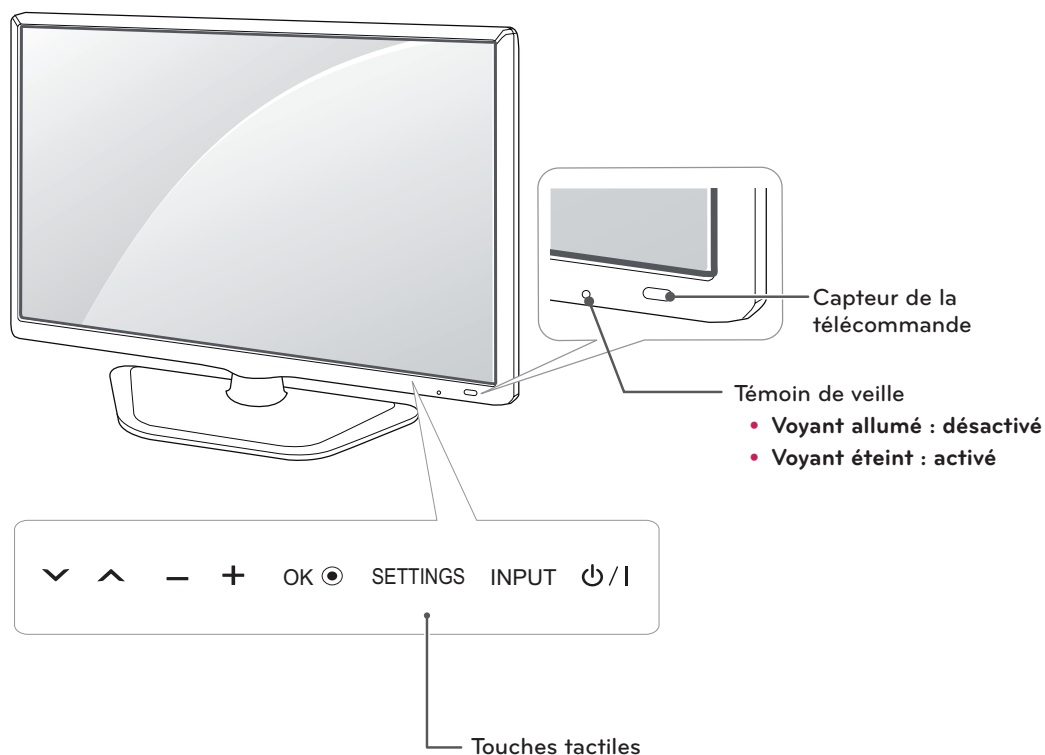 Capteur de la
télécommande
Témoin de veille
• Voyant allumé : désactivé
• Voyant éteint : activé
OK SETTINGS INPUT
Touches tactiles